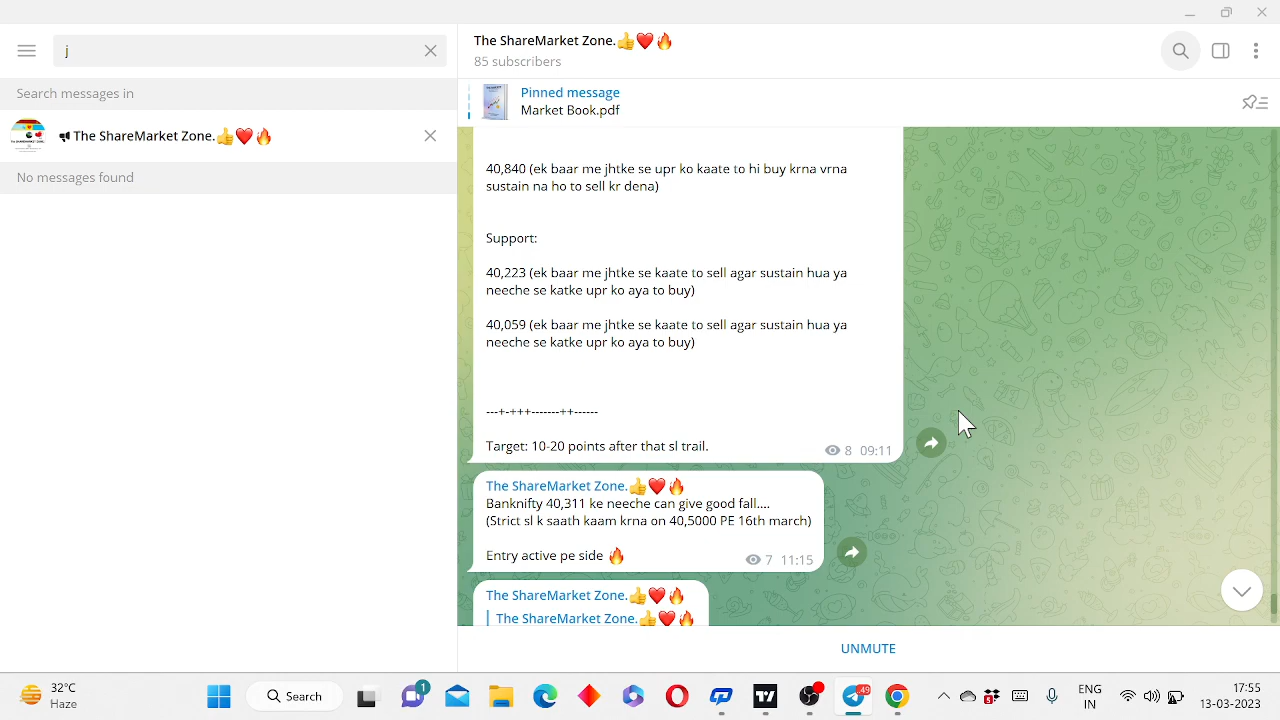 j
Search messages in
The ShareMarket Zone.👍❤️🔥
No messages found
The ShareMarket Zone.👍❤️🔥
85 subscribers
Pinned message
Market Book.pdf
40,840 (ek baar me jhtke se upr ko kaate to hi buy krna vrna
sustain na ho to sell kr dena)
Support:
40,223 (ek baar me jhtke se kaate to sell agar sustain hua ya
neeche se katke upr ko aya to buy)
40,059 (ek baar me jhtke se kaate to sell agar sustain hua ya
neeche se katke upr ko aya to buy)
---+-+++-------++------
Target: 10-20 points after that sl trail.
8 09:11
The ShareMarket Zone.👍❤️🔥
Banknifty 40,311 ke neeche can give good fall....
(Strict sl k saath kaam krna on 40,5000 PE 16th march)
Entry active pe side 🔥
7 11:15
The ShareMarket Zone.👍❤️🔥
The ShareMarket Zone.👍❤️🔥
UNMUTE
32°C
Haze
Search
1
.49
5
ENG
IN
17:55
13-03-2023